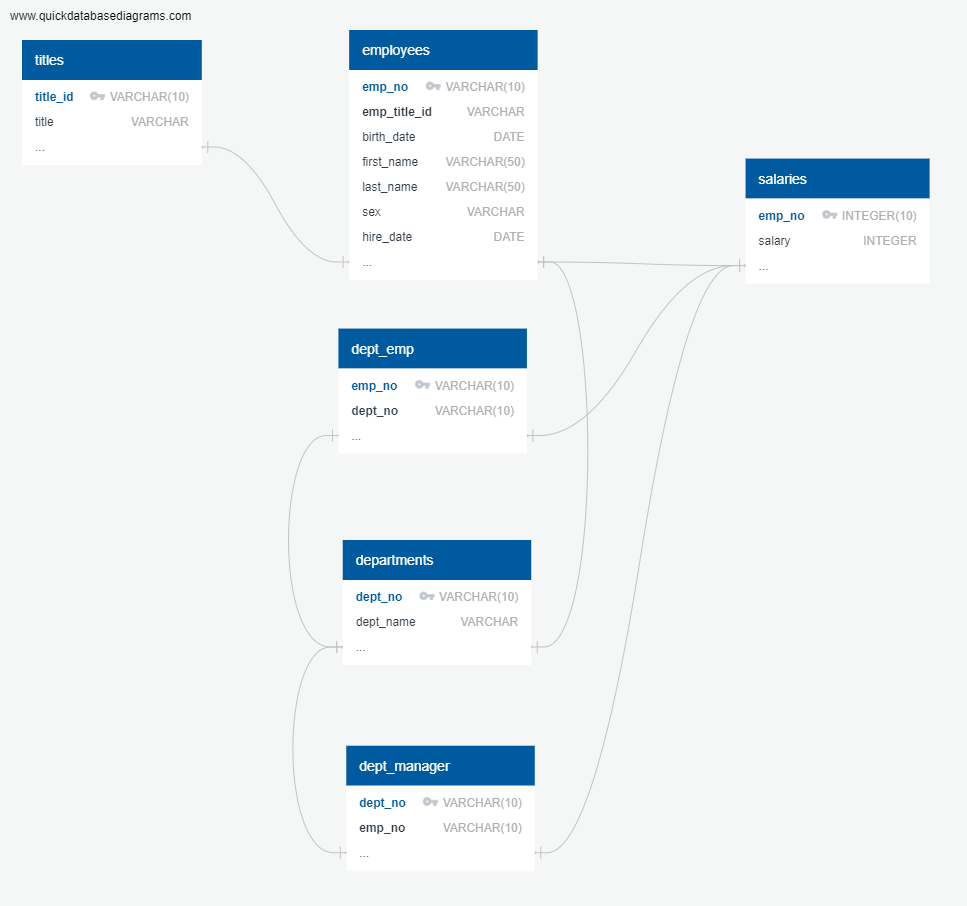 www.quickdatabasediagrams.com
titles
title_id VARCHAR(10)
title VARCHAR
...
employees
emp_no VARCHAR(10)
emp_title_id VARCHAR
birth_date DATE
first_name VARCHAR(50)
last_name VARCHAR(50)
sex VARCHAR
hire_date DATE
...
salaries
emp_no INTEGER(10)
salary INTEGER
...
dept_emp
emp_no VARCHAR(10)
dept_no VARCHAR(10)
...
departments
dept_no VARCHAR(10)
dept_name VARCHAR
...
dept_manager
dept_no VARCHAR(10)
emp_no VARCHAR(10)
...